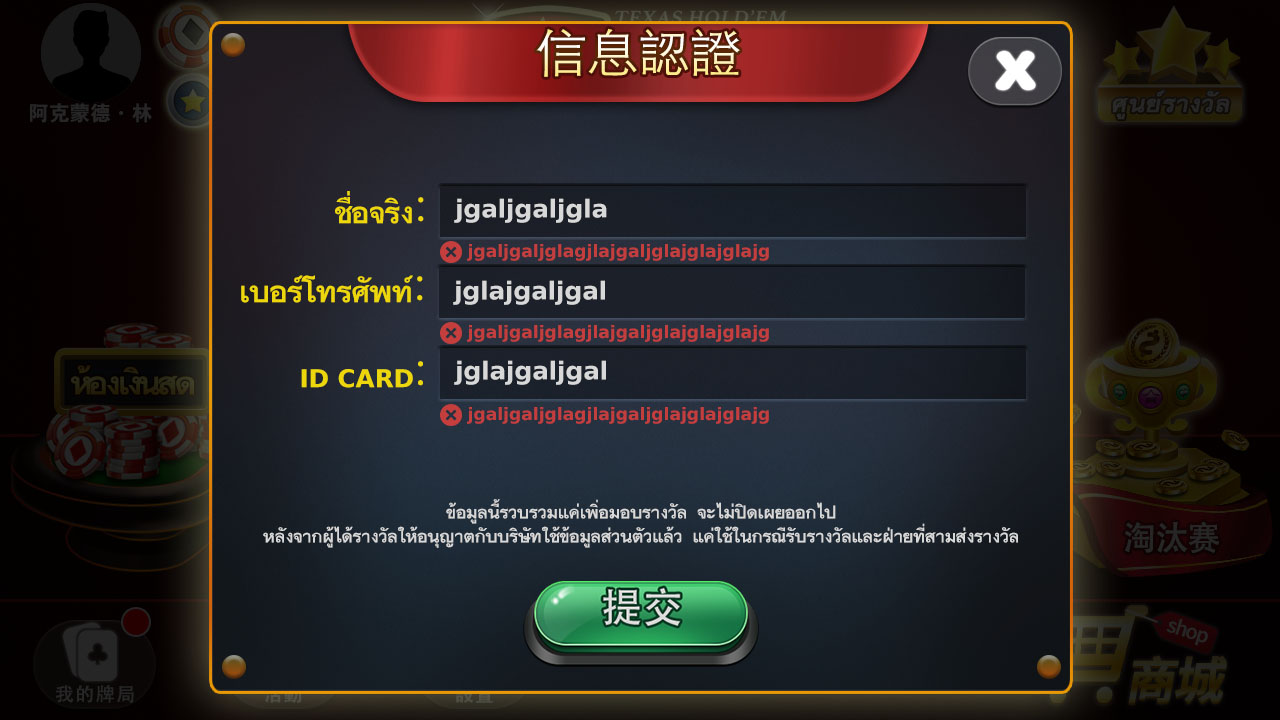 TEXAS HOLD'EM
信息認證
阿克蒙德·林
ศูนย์รางวัล
ชื่อจริง:
jgaljgaljgla
jgaljgaljglagjlajgaljglajglajglajg
เบอร์โทรศัพท์:
jglajgaljgal
jgaljgaljglagjlajgaljglajglajglajg
ห้องเงินสด
ID CARD:
jglajgaljgal
jgaljgaljglagjlajgaljglajglajglajg
ข้อมูลนี้รวบรวมแค่เพื่อมอบรางวัล จะไม่ปิดเผยออกไป
หลังจากผู้ได้รางวัลให้อนุญาตกับบริษัทใช้ข้อมูลส่วนตัวแล้ว แค่ใช้ในกรณีรับรางวัลและฝ่ายที่สามส่งรางวัล
淘汰赛
提交
shop
商城
我的牌局
活動
設置